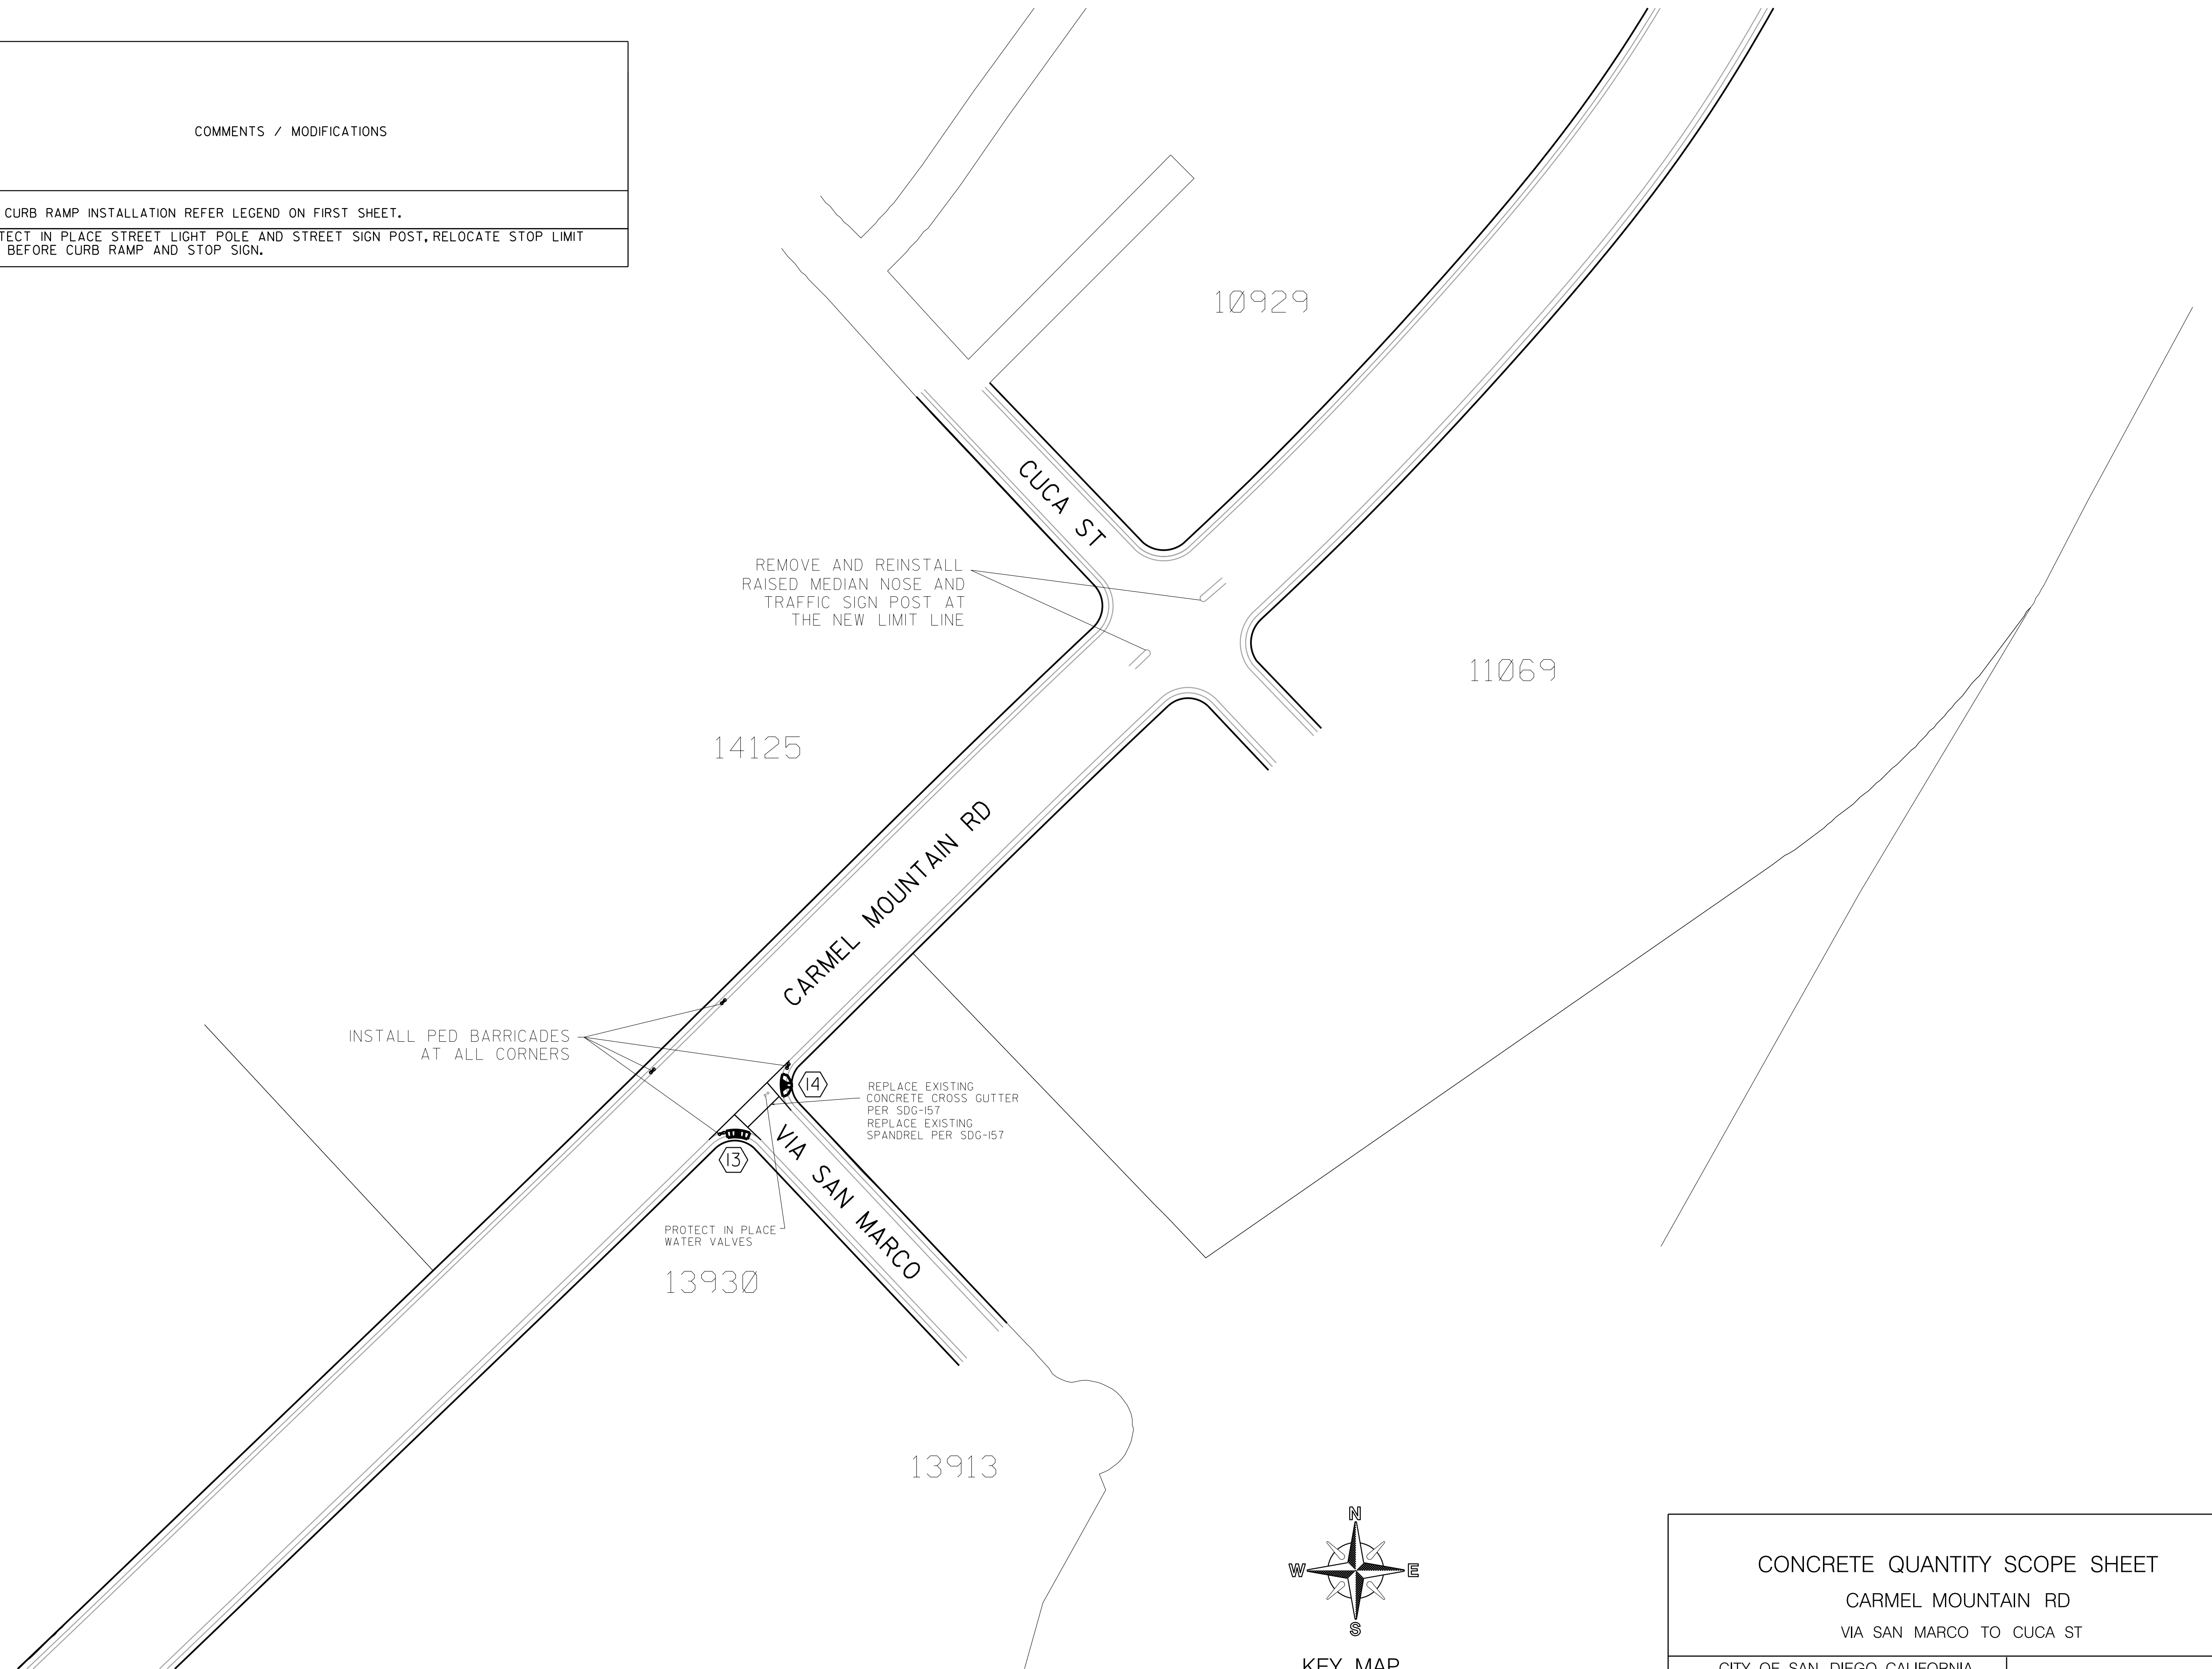 COMMENTS / MODIFICATIONS
CURB RAMP INSTALLATION REFER LEGEND ON FIRST SHEET.
TECT IN PLACE STREET LIGHT POLE AND STREET SIGN POST, RELOCATE STOP LIMIT
BEFORE CURB RAMP AND STOP SIGN.
10929
CUCA ST
REMOVE AND REINSTALL
RAISED MEDIAN NOSE AND
TRAFFIC SIGN POST AT
THE NEW LIMIT LINE
11069
14125
CARMEL MOUNTAIN RD
INSTALL PED BARRICADES
AT ALL CORNERS
14
REPLACE EXISTING
CONCRETE CROSS GUTTER
PER SDG-157
REPLACE EXISTING
SPANDREL PER SDG-157
13
VIA SAN MARCO
PROTECT IN PLACE
WATER VALVES
13930
13913
N
W E
S
KEY MAP
CONCRETE QUANTITY SCOPE SHEET
CARMEL MOUNTAIN RD
VIA SAN MARCO TO CUCA ST
CITY OF SAN DIEGO, CALIFORNIA